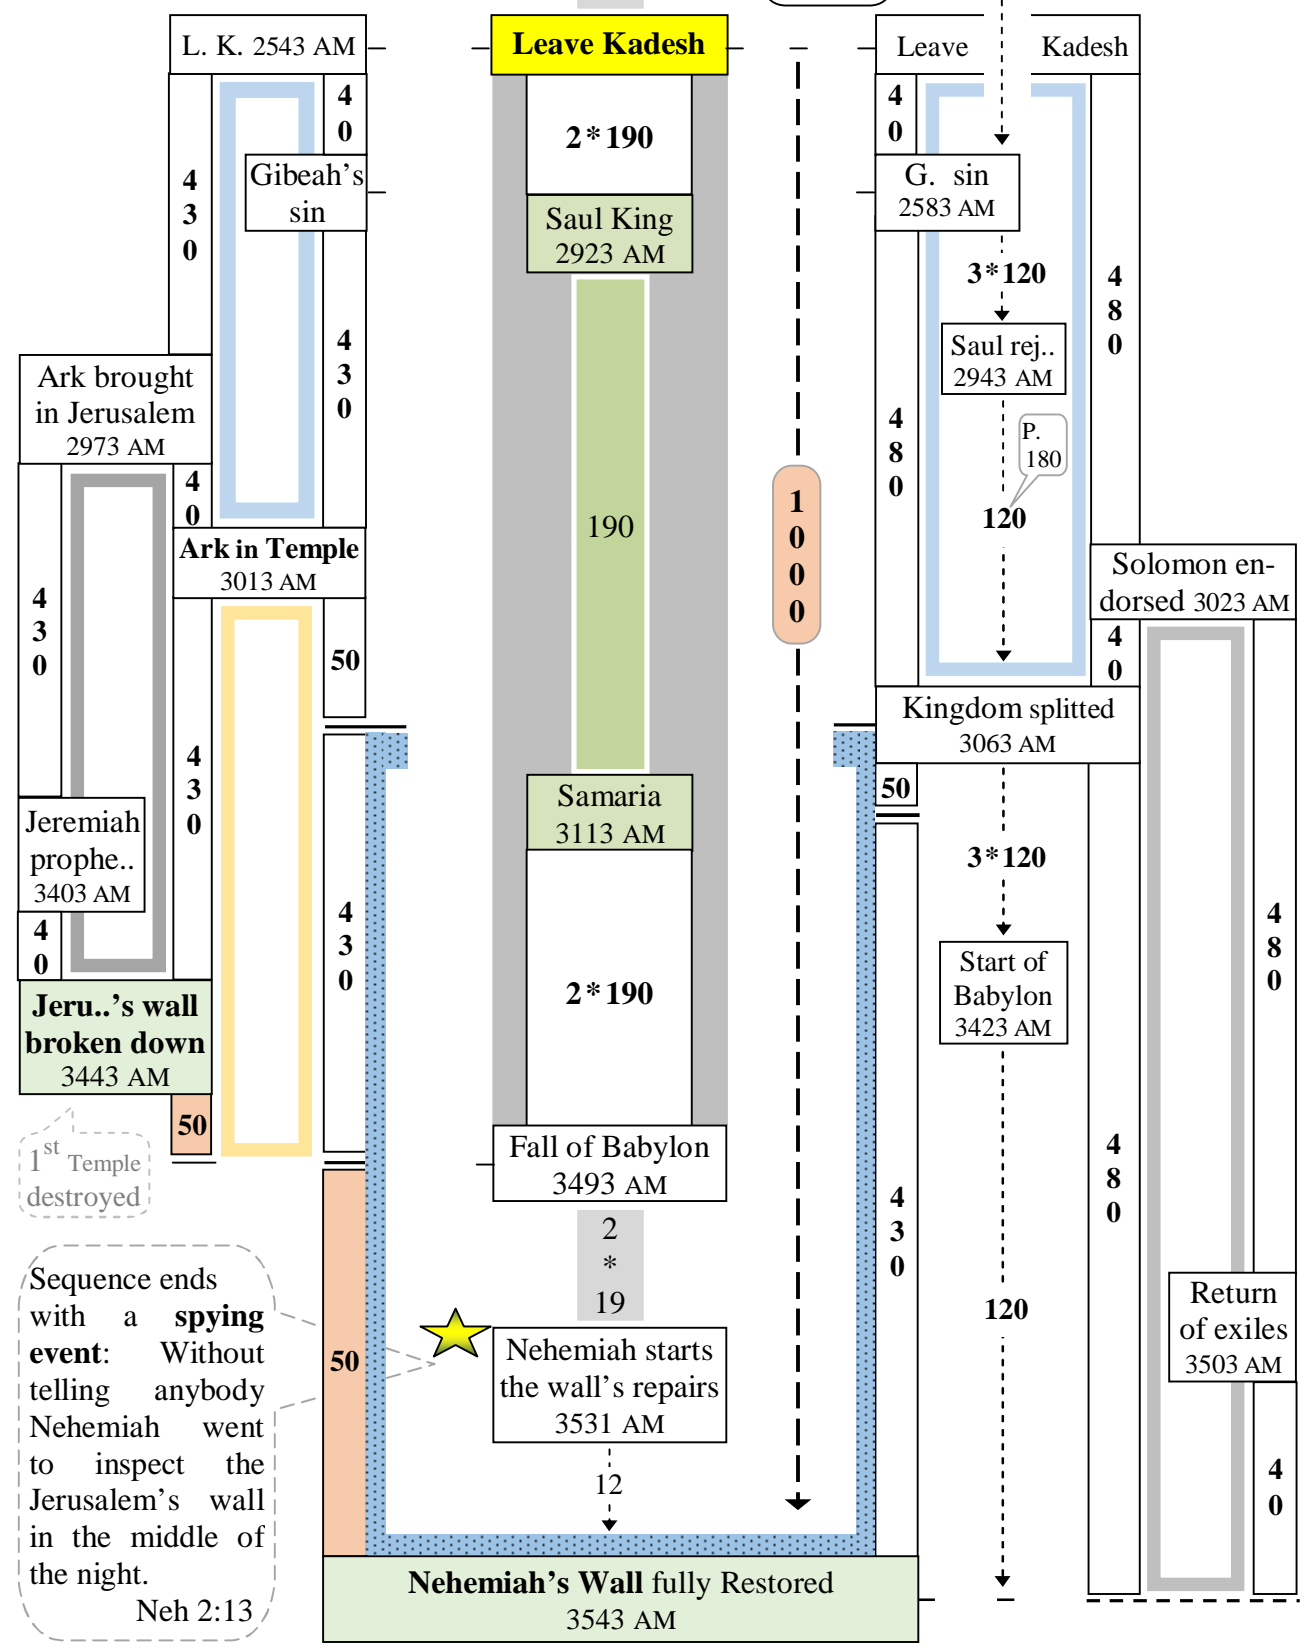 L. K. 2543 AM
Leave Kadesh
Leave Kadesh
40
430
Gibeah's
sin
430
Ark brought
in Jerusalem
2973 AM
40
Ark in Temple
3013 AM
430
50
430
Jeremiah
prophe..
3403 AM
40
430
Jeru..'s wall
broken down
3443 AM
50
1st Temple
destroyed
Sequence ends
with a spying
event: Without
telling anybody
Nehemiah went
to inspect the
Jerusalem's wall
in the middle of
the night.
Neh 2:13
50
2*190
Saul King
2923 AM
190
Samaria
3113 AM
2*190
Fall of Babylon
3493 AM
2
*
19
Nehemiah starts
the wall's repairs
3531 AM
12
Nehemiah's Wall fully Restored
3543 AM
1000
40
G. sin
2583 AM
3*120
480
Saul rej..
2943 AM
480
P.
180
120
Solomon en-
dorsed 3023 AM
40
Kingdom splitted
3063 AM
50
3*120
480
Start of
Babylon
3423 AM
480
430
120
Return
of exiles
3503 AM
40